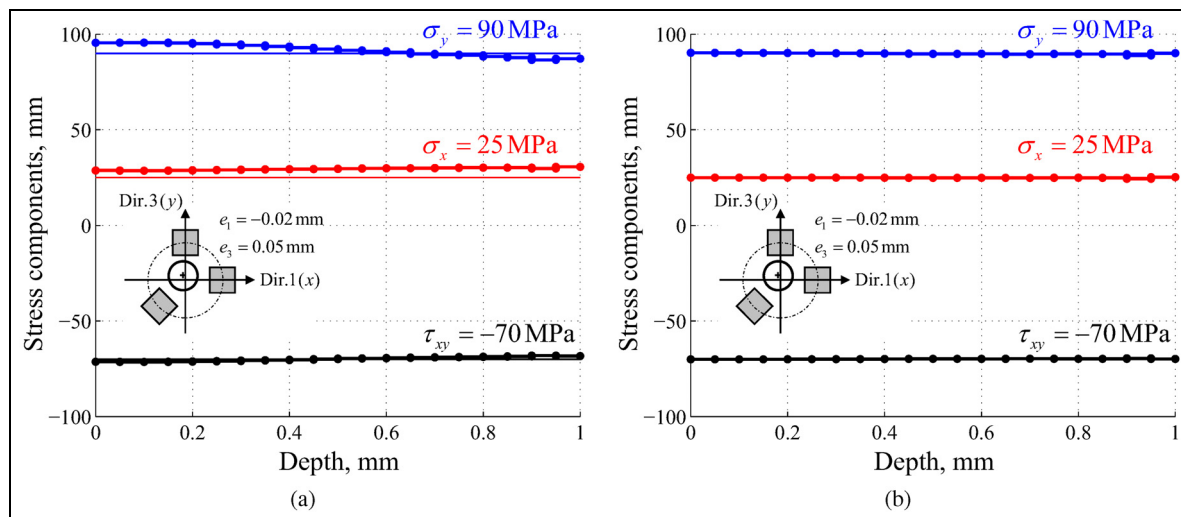 100
50
0
−50
−100
Stress components, mm
σy = 90 MPa
σx = 25 MPa
Dir.3(y)
e1 = −0.02 mm
e3 = 0.05 mm
Dir.1(x)
τxy = −70 MPa
0 0.2 0.4 0.6 0.8 1
Depth, mm
(a)
100
50
0
−50
−100
Stress components, mm
σy = 90 MPa
σx = 25 MPa
Dir.3(y)
e1 = −0.02 mm
e3 = 0.05 mm
Dir.1(x)
τxy = −70 MPa
0 0.2 0.4 0.6 0.8 1
Depth, mm
(b)